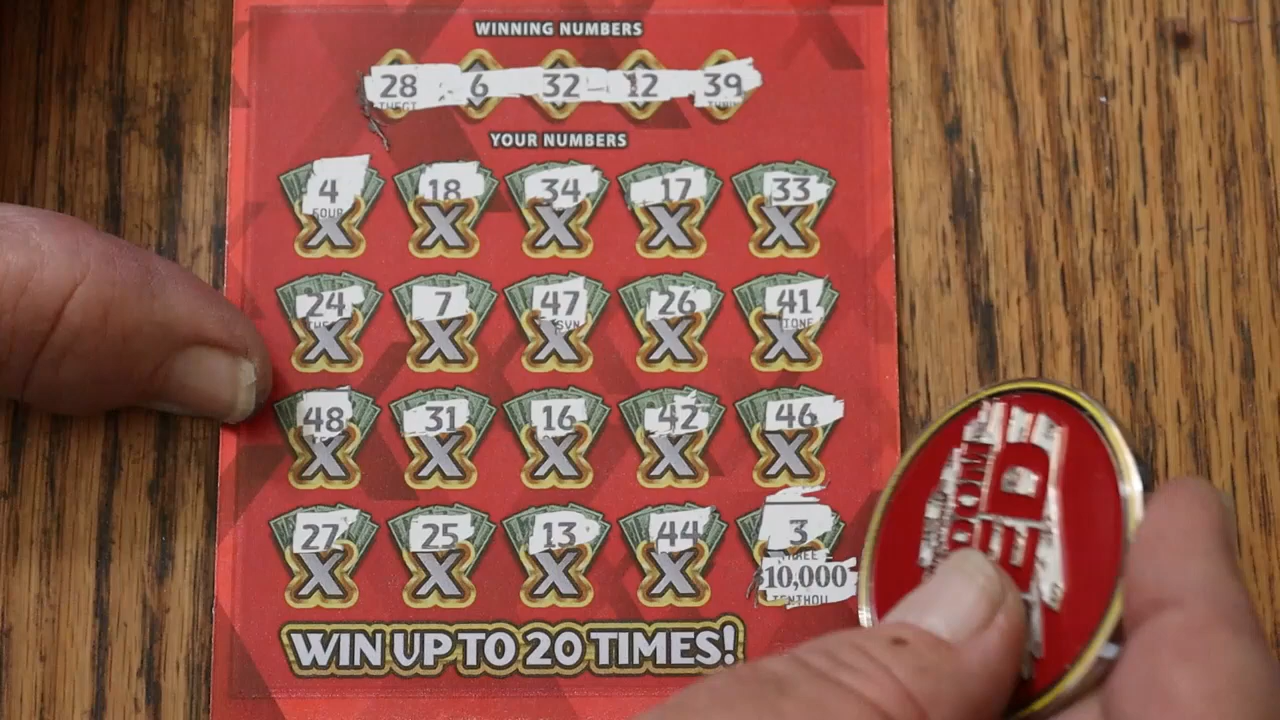 WINNING NUMBERS
28 6 32 12 39
YOUR NUMBERS
4 18 34 17 33
FOUR
X X X X X
24 7 47 26 41
SVN IONE
X X X X X
48 31 16 42 46
X X X X X
27 25 13 44 3
X X X X
$10,000
TENTHOU
WIN UP TO 20 TIMES!